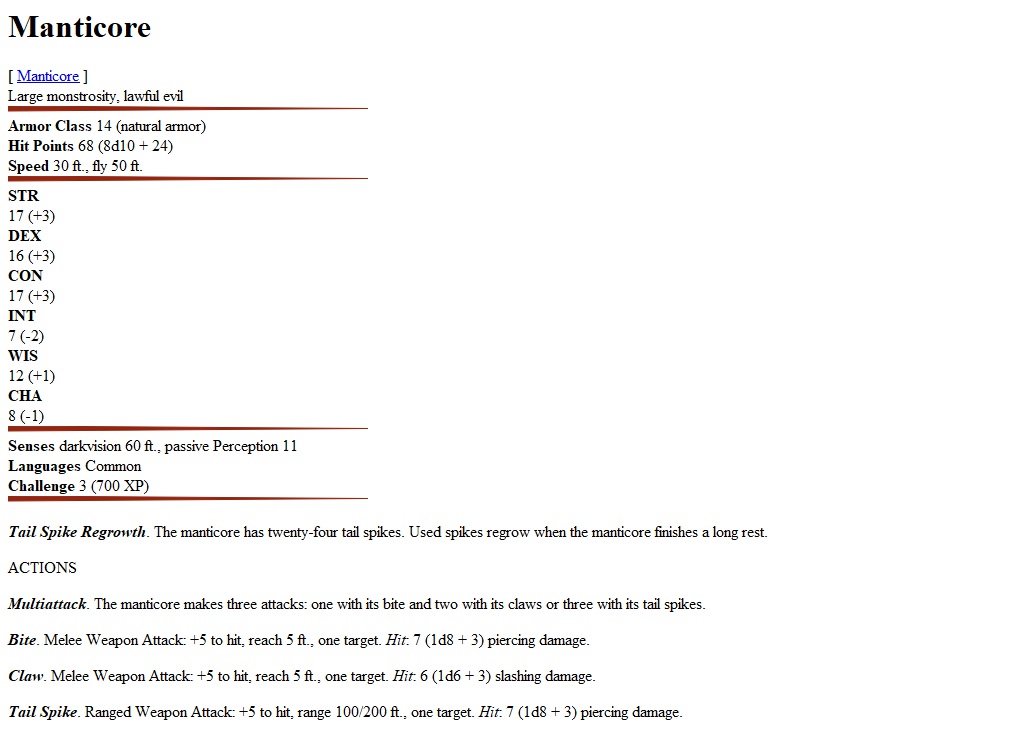 Manticore
[ Manticore ]
Large monstrosity, lawful evil
Armor Class 14 (natural armor)
Hit Points 68 (8d10 + 24)
Speed 30 ft., fly 50 ft.
STR
17 (+3)
DEX
16 (+3)
CON
17 (+3)
INT
7 (-2)
WIS
12 (+1)
CHA
8 (-1)
Senses darkvision 60 ft., passive Perception 11
Languages Common
Challenge 3 (700 XP)
Tail Spike Regrowth. The manticore has twenty-four tail spikes. Used spikes regrow when the manticore finishes a long rest.
ACTIONS
Multiattack. The manticore makes three attacks: one with its bite and two with its claws or three with its tail spikes.
Bite. Melee Weapon Attack: +5 to hit, reach 5 ft., one target. Hit: 7 (1d8 + 3) piercing damage.
Claw. Melee Weapon Attack: +5 to hit, reach 5 ft., one target. Hit: 6 (1d6 + 3) slashing damage.
Tail Spike. Ranged Weapon Attack: +5 to hit, range 100/200 ft., one target. Hit: 7 (1d8 + 3) piercing damage.